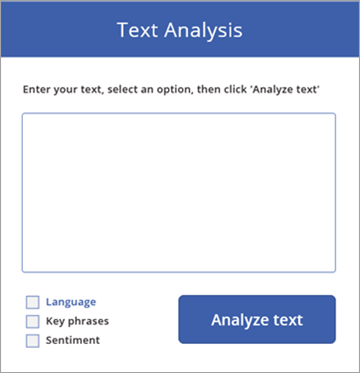 Text Analysis
Enter your text, select an option, then click 'Analyze text'
Language
Key phrases
Sentiment
Analyze text